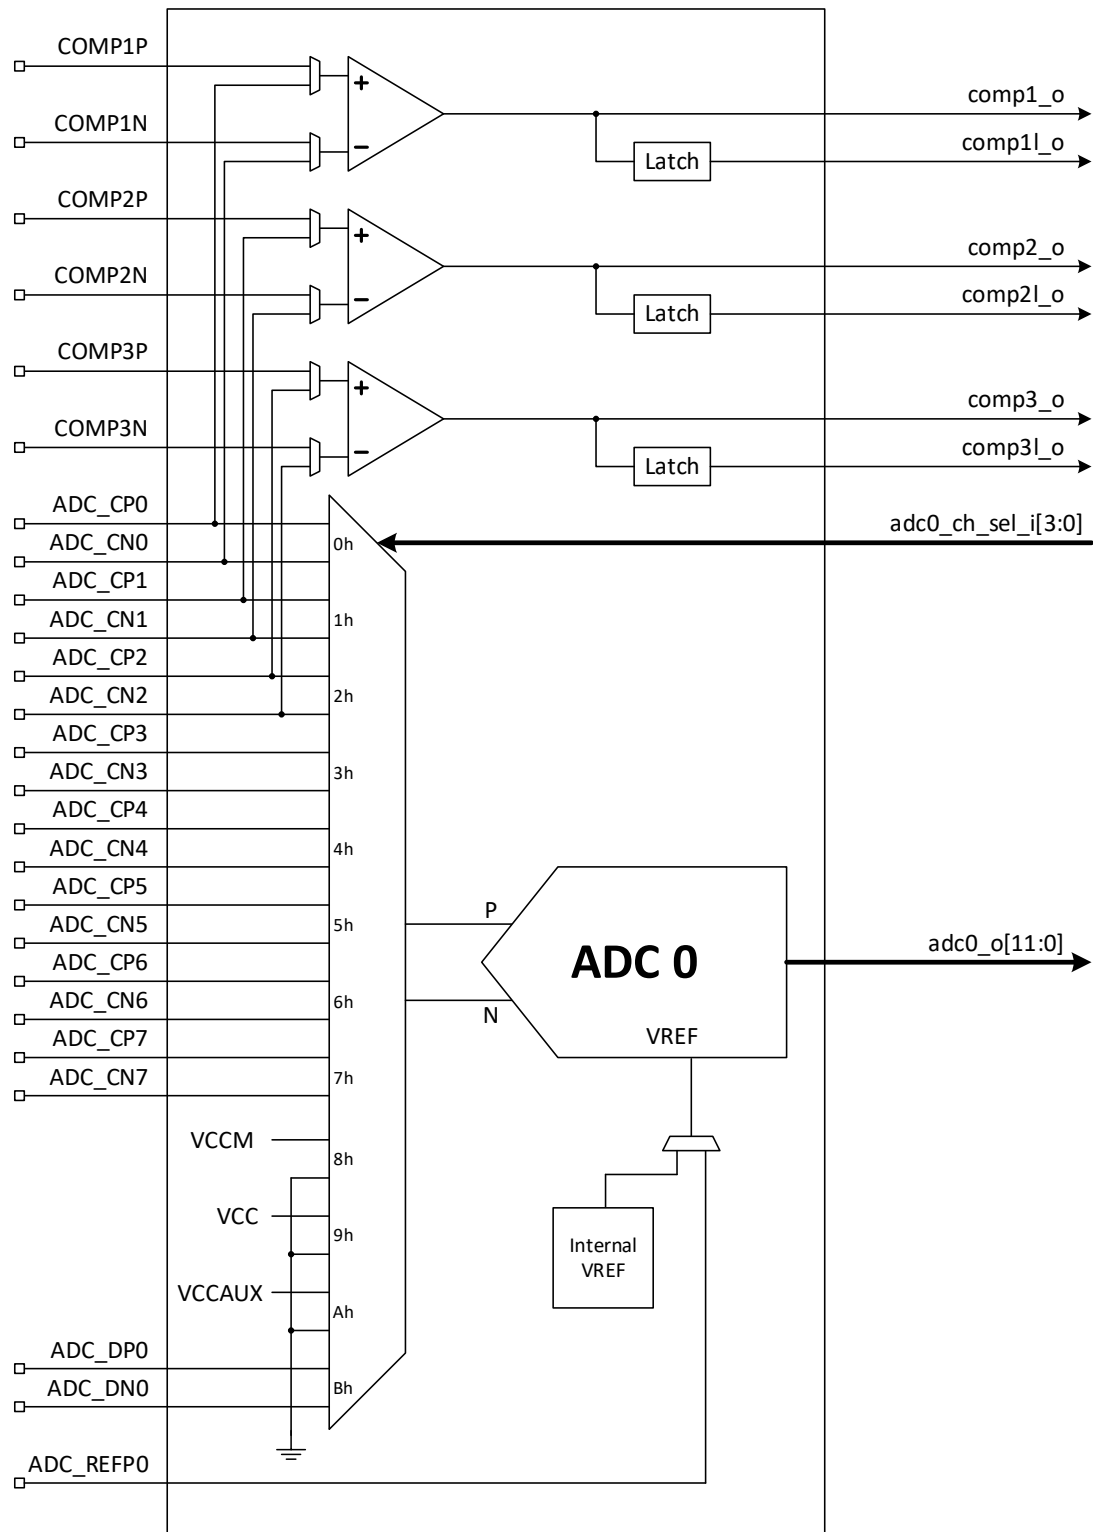 COMP1P
+
comp1_o
COMP1N
−
Latch
comp1l_o
COMP2P
+
comp2_o
COMP2N
−
Latch
comp2l_o
COMP3P
+
comp3_o
COMP3N
−
Latch
comp3l_o
ADC_CP0
adc0_ch_sel_i[3:0]
0h
ADC_CN0
ADC_CP1
1h
ADC_CN1
ADC_CP2
2h
ADC_CN2
ADC_CP3
3h
ADC_CN3
ADC_CP4
4h
ADC_CN4
ADC_CP5
5h
ADC_CN5
ADC_CP6
6h
ADC_CN6
ADC_CP7
7h
ADC_CN7
P
N
ADC 0
VREF
adc0_o[11:0]
VCCM
8h
VCC
9h
VCCAUX
Ah
Internal
VREF
ADC_DP0
Bh
ADC_DN0
ADC_REFP0